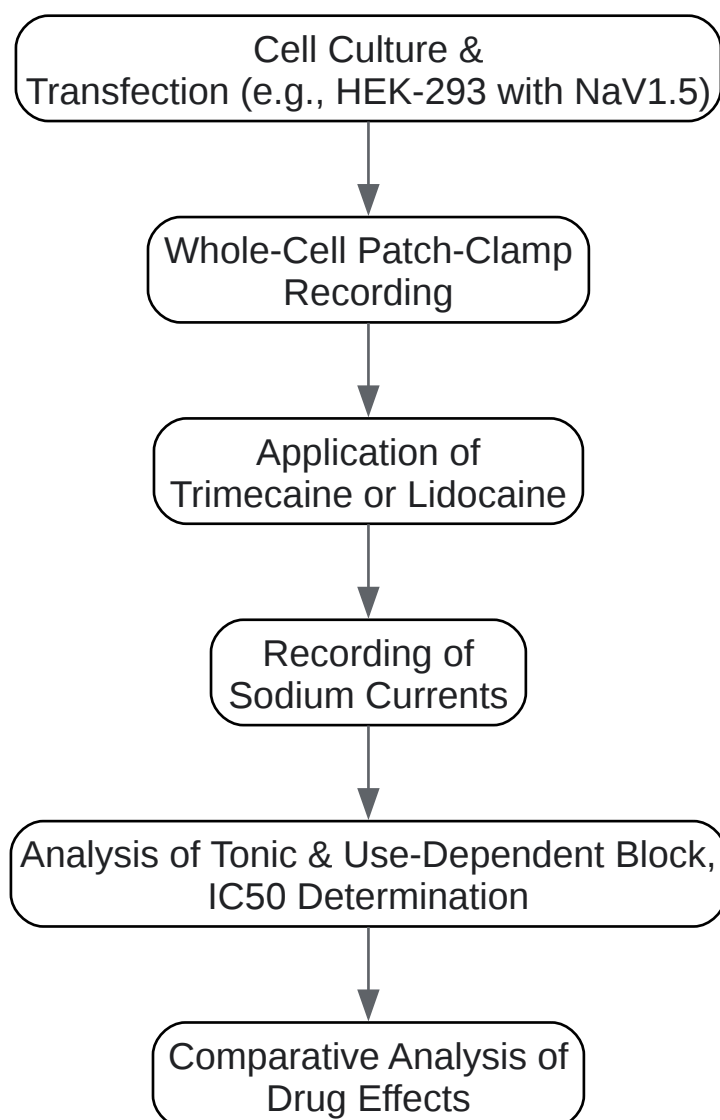 Cell Culture &
Transfection (e.g., HEK-293 with NaV1.5)
Whole-Cell Patch-Clamp
Recording
Application of
Trimecaine or Lidocaine
Recording of
Sodium Currents
Analysis of Tonic & Use-Dependent Block,
IC50 Determination
Comparative Analysis of
Drug Effects